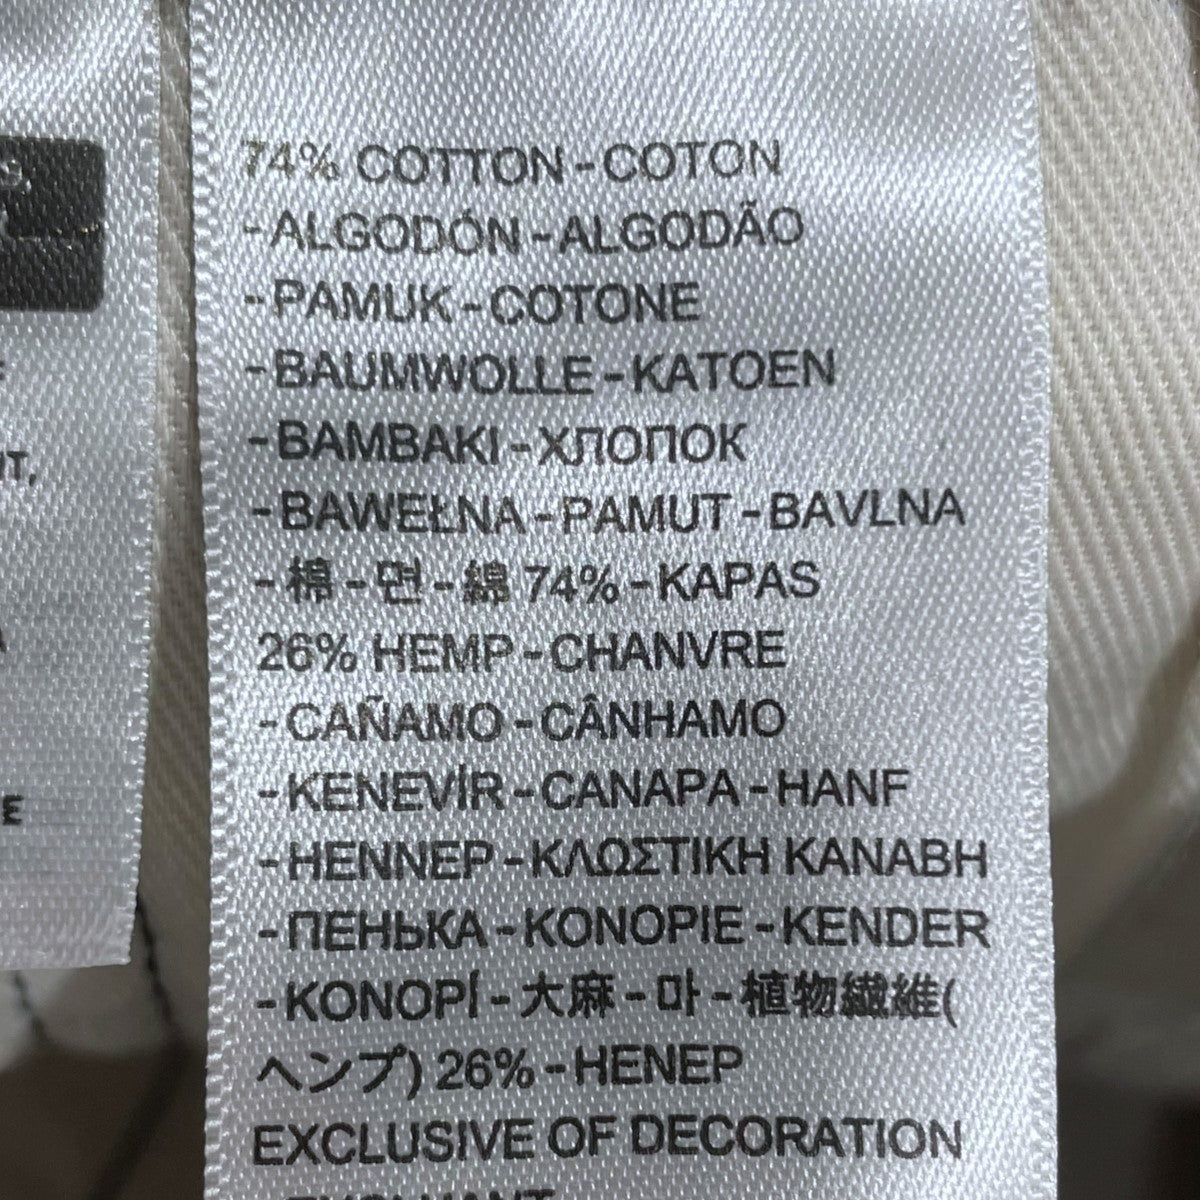 74% COTTON - COTON
- ALGODÓN - ALGODÃO
- PAMUK - COTONE
- BAUMWOLLE - KATOEN
- BAMBAKI - ХЛОПОК
- BAWEŁNA - PAMUT - BAVLNA
- 棉 - 면 - 綿 74% - KAPAS
26% HEMP - CHANVRE
- CAÑAMO - CÂNHAMO
- KENEVİR - CANAPA - HANF
- HENNEP - ΚΛΩΣΤΙΚΗ ΚΑΝΑΒΗ
- ПЕНЬКА - KONOPIE - KENDER
- KONOPÍ - 大麻 - 마 - 植物繊維(
ヘンプ) 26% - HENEP
EXCLUSIVE OF DECORATION